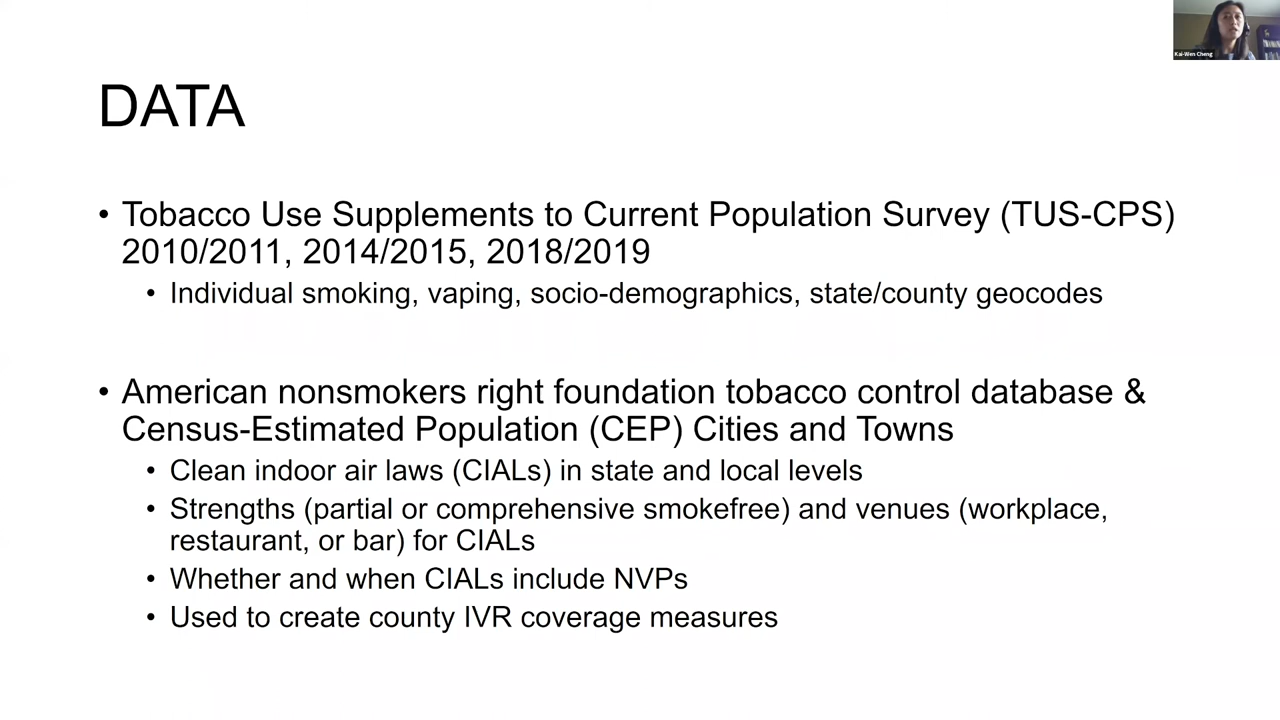 Kai-Wen Cheng
DATA
• Tobacco Use Supplements to Current Population Survey (TUS-CPS)
2010/2011, 2014/2015, 2018/2019
• Individual smoking, vaping, socio-demographics, state/county geocodes
• American nonsmokers right foundation tobacco control database &
Census-Estimated Population (CEP) Cities and Towns
• Clean indoor air laws (CIALs) in state and local levels
• Strengths (partial or comprehensive smokefree) and venues (workplace,
restaurant, or bar) for CIALs
• Whether and when CIALs include NVPs
• Used to create county IVR coverage measures